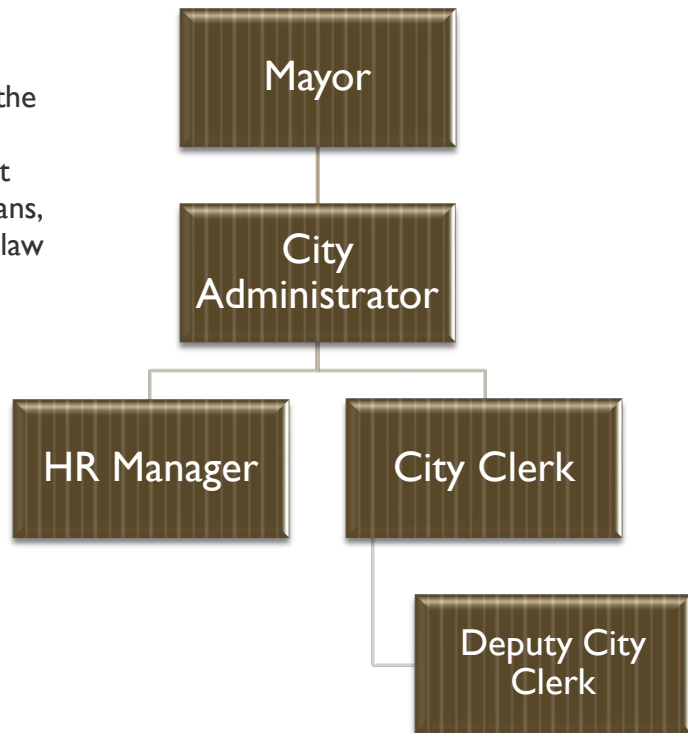 the
t
ans,
law
Mayor
City
Administrator
HR Manager
City Clerk
Deputy City
Clerk